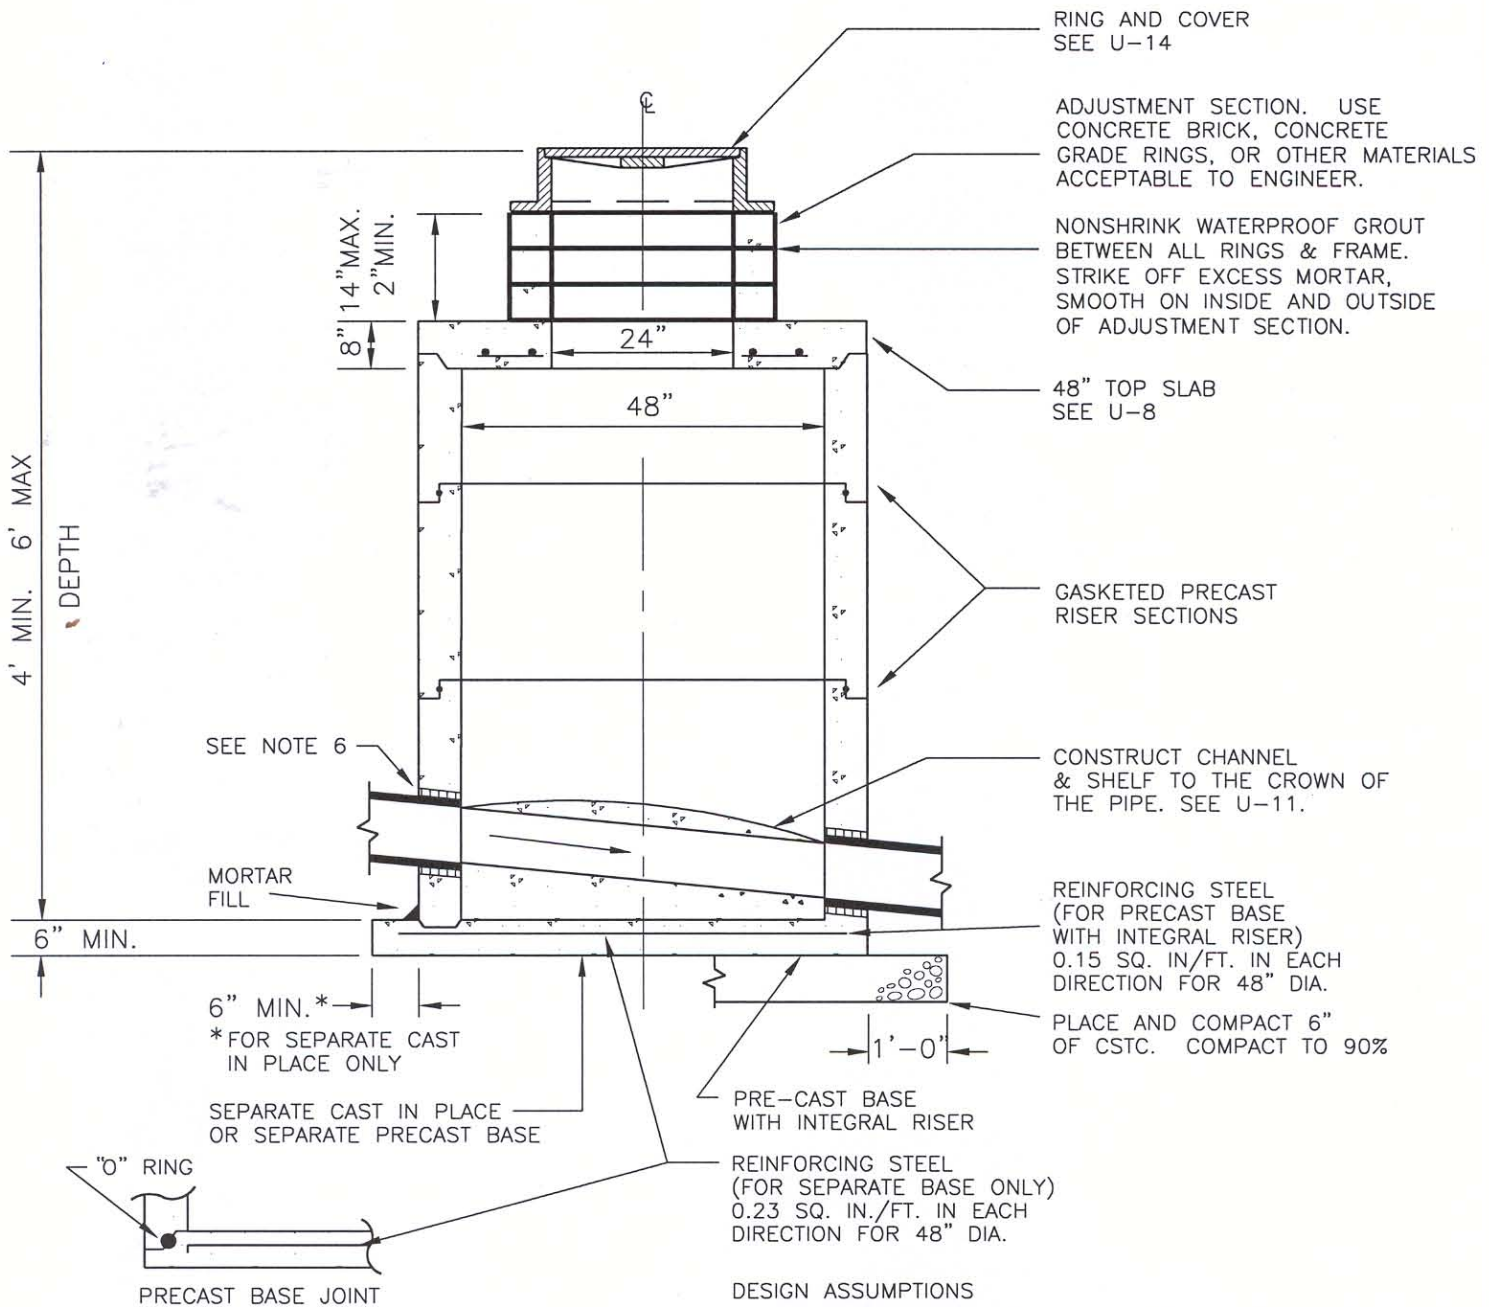 RING AND COVER
SEE U-14
ADJUSTMENT SECTION. USE
CONCRETE BRICK, CONCRETE
GRADE RINGS, OR OTHER MATERIALS
ACCEPTABLE TO ENGINEER.
NONSHRINK WATERPROOF GROUT
BETWEEN ALL RINGS & FRAME.
STRIKE OFF EXCESS MORTAR,
SMOOTH ON INSIDE AND OUTSIDE
OF ADJUSTMENT SECTION.
14"MAX.
2"MIN.
8"
24"
48" TOP SLAB
SEE U-8
48"
4' MIN. 6' MAX
DEPTH
GASKETED PRECAST
RISER SECTIONS
SEE NOTE 6
CONSTRUCT CHANNEL
& SHELF TO THE CROWN OF
THE PIPE. SEE U-11.
MORTAR
FILL
REINFORCING STEEL
(FOR PRECAST BASE
WITH INTEGRAL RISER)
0.15 SQ. IN/FT. IN EACH
DIRECTION FOR 48" DIA.
6" MIN.
6" MIN.*
*FOR SEPARATE CAST
IN PLACE ONLY
1'-0"
PLACE AND COMPACT 6"
OF CSTC. COMPACT TO 90%
SEPARATE CAST IN PLACE
OR SEPARATE PRECAST BASE
PRE-CAST BASE
WITH INTEGRAL RISER
"O" RING
REINFORCING STEEL
(FOR SEPARATE BASE ONLY)
0.23 SQ. IN./FT. IN EACH
DIRECTION FOR 48" DIA.
PRECAST BASE JOINT
DESIGN ASSUMPTIONS